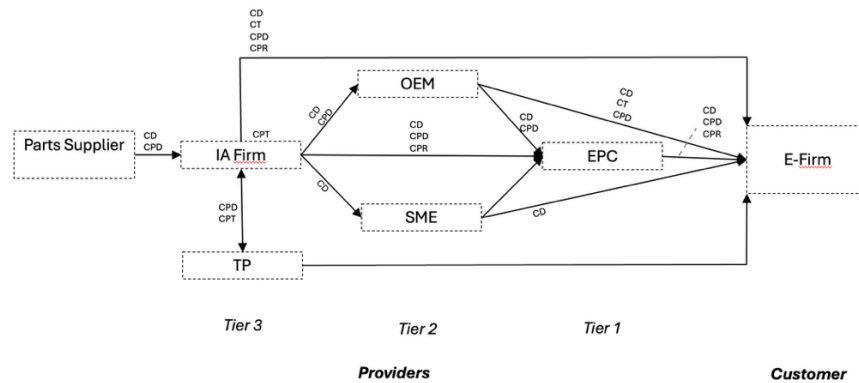 CD
CT
CPD
CPR
OEM
CD
CPD
CD
CT
CPD
CD
CPD
CD
CPD
CPR
CD
CPD
CPR
Parts Supplier
CD
CPD
CPT
IA Firm
EPC
E-Firm
CD
SME
CD
CPD
CPT
TP
Tier 3
Tier 2
Tier 1
Providers
Customer